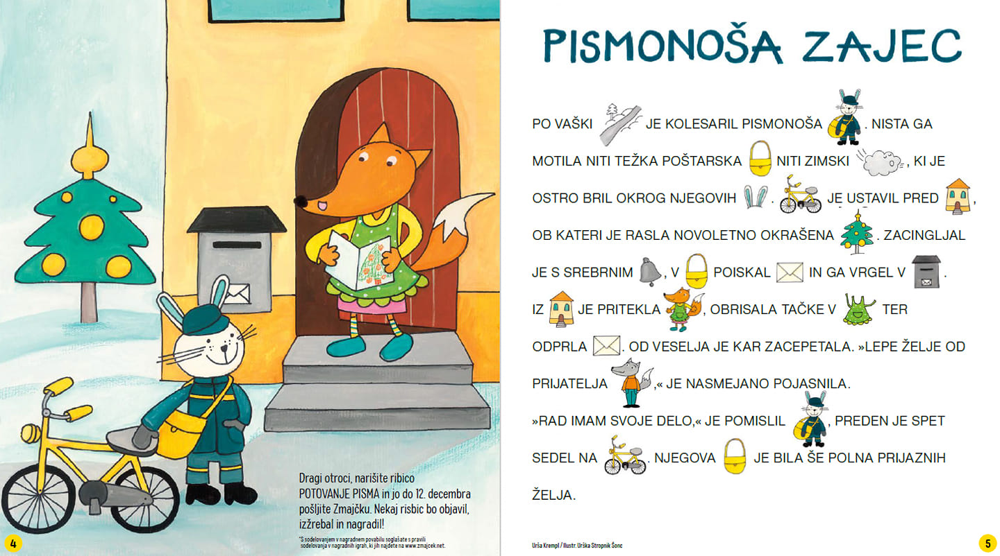 Dragi otroci, narišite ribico
POTOVANJE PISMA in jo do 12. decembra
pošljite Zmajčku. Nekaj risbic bo objavil,
izžrebal in nagradil!
*S sodelovanjem v nagradnem povabilu soglašate s pravili
sodelovanja v nagradnih igrah, ki jih najdete na www.zmajcek.net.
4
PISMONOŠA ZAJEC
PO VAŠKI JE KOLESARIL PISMONOŠA . NISTA GA
MOTILA NITI TEŽKA POŠTARSKA NITI ZIMSKI , KI JE
OSTRO BRIL OKROG NJEGOVIH . JE USTAVIL PRED ,
OB KATERI JE RASLA NOVOLETNO OKRAŠENA . ZACINGLJAL
JE S SREBRNIM , V POISKAL IN GA VRGEL V .
IZ JE PRITEKLA , OBRISALA TAČKE V TER
ODPRLA . OD VESELJA JE KAR ZACEPETALA. »LEPE ŽELJE OD
PRIJATELJA ,« JE NASMEJANO POJASNILA.
»RAD IMAM SVOJE DELO,« JE POMISLIL , PREDEN JE SPET
SEDEL NA . NJEGOVA JE BILA ŠE POLNA PRIJAZNIH
ŽELJA.
Urša Krempl / Ilustr. Urška Stropnik Šonc
5